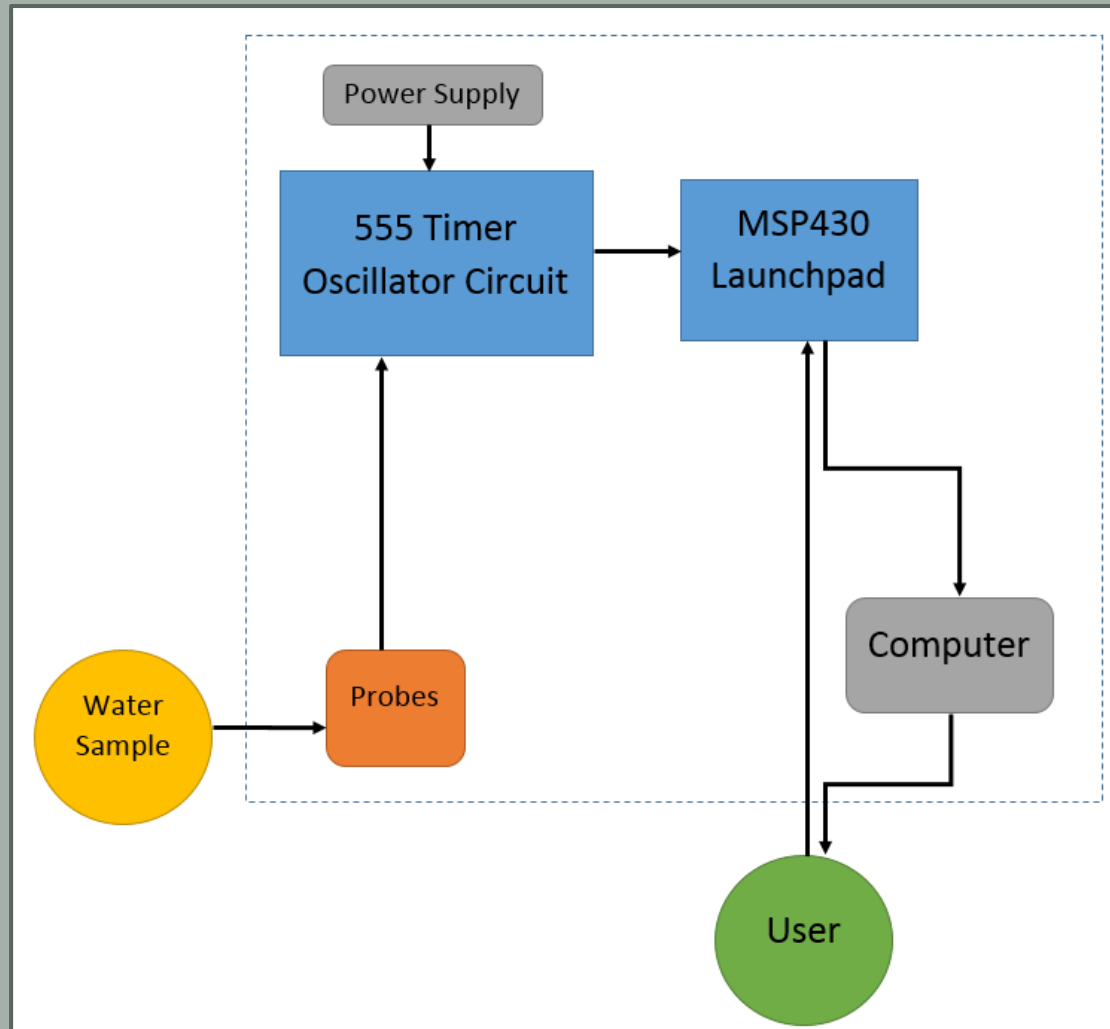 Power Supply
555 Timer
Oscillator Circuit
MSP430
Launchpad
Computer
Water
Sample
Probes
User